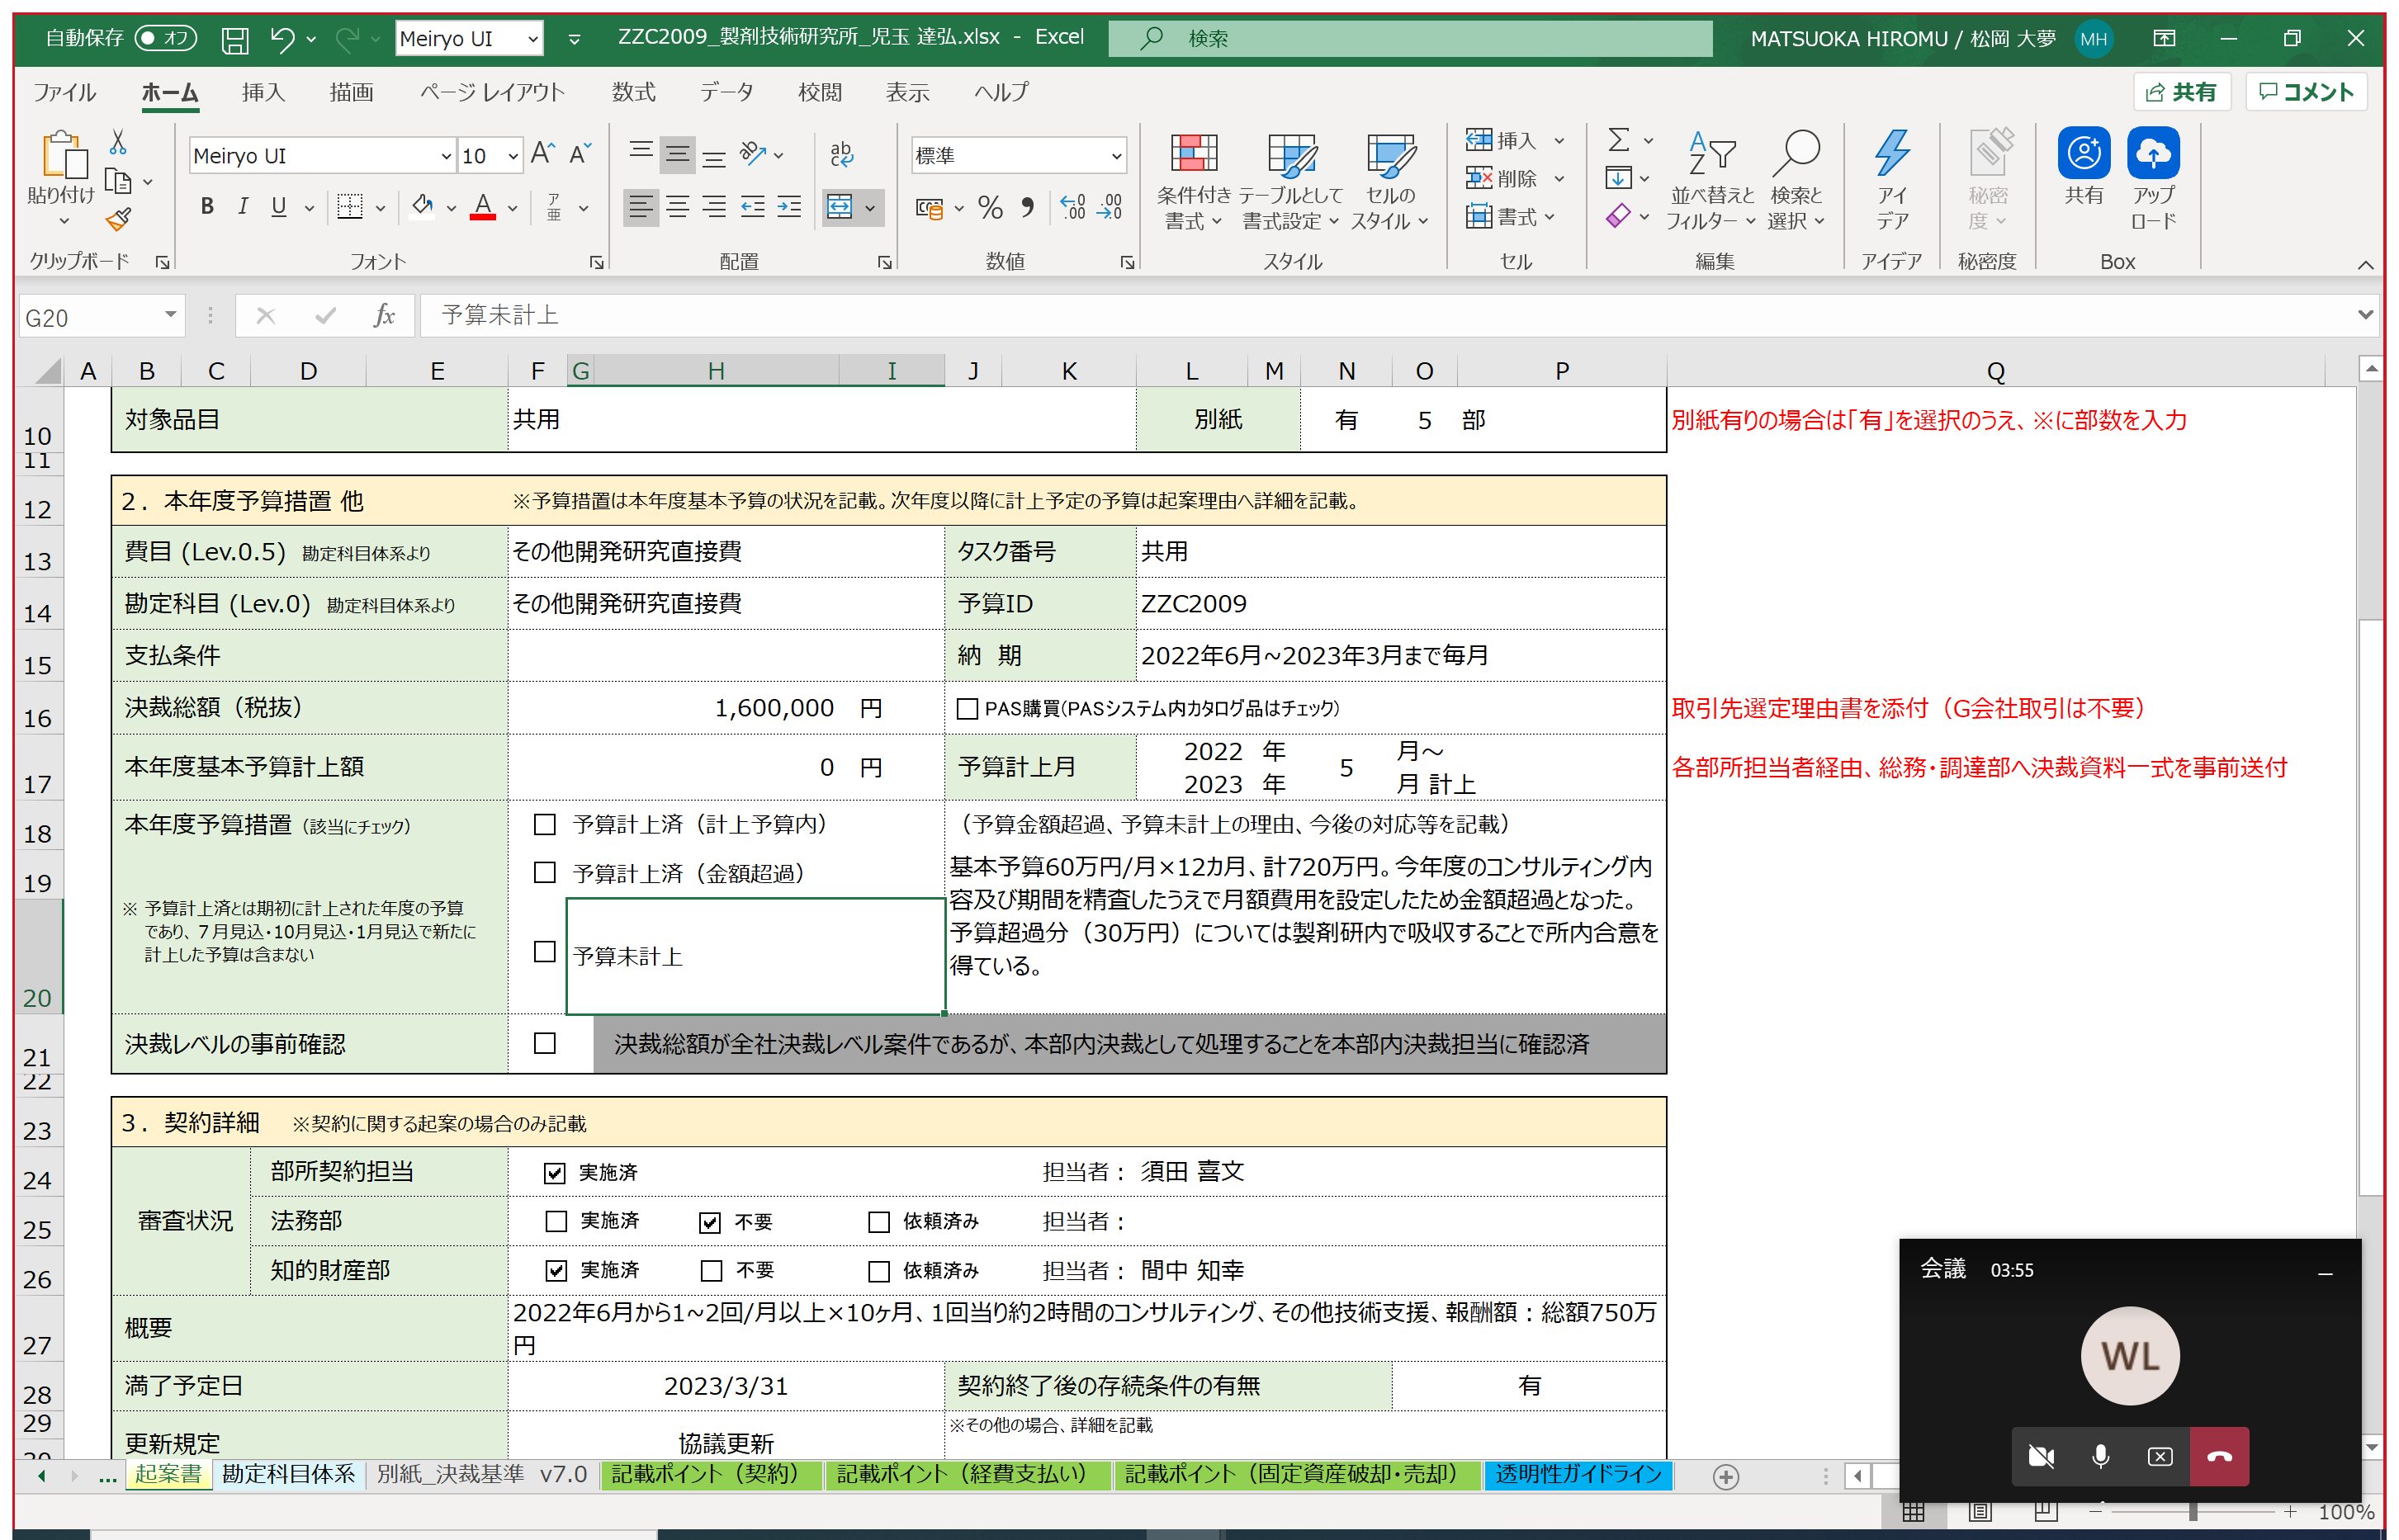 自動保存 オフ Meiryo UI ZZC2009_製剤技術研究所_児玉 達弘.xlsx - Excel 検索 MATSUOKA HIROMU / 松岡 大夢 MH
ファイル ホーム 挿入 描画 ページ レイアウト 数式 データ 校閲 表示 ヘルプ 共有 コメント
貼り付け Meiryo UI 10 A A ab c 標準 条件付き書式 テーブルとして書式設定 セルのスタイル 挿入 削除 書式 並べ替えとフィルター 検索と選択 アイデア 秘密度 共有 アップロード
B I U A ア亜 % 9 .00 .00
クリップボード フォント 配置 数値 スタイル セル 編集 アイデア 秘密度 Box
G20 fx 予算未計上
A B C D E F G H I J K L M N O P Q
10 対象品目 共用 別紙 有 5 部 別紙有りの場合は「有」を選択のうえ、※に部数を入力
11
12 2. 本年度予算措置 他 ※予算措置は本年度基本予算の状況を記載。次年度以降に計上予定の予算は起案理由へ詳細を記載。
13 費目 (Lev.0.5) 勘定科目体系より その他開発研究直接費 タスク番号 共用
14 勘定科目 (Lev.0) 勘定科目体系より その他開発研究直接費 予算ID ZZC2009
15 支払条件 納 期 2022年6月~2023年3月まで毎月
16 決裁総額（税抜） 1,600,000 円 PAS購買(PASシステム内カタログ品はチェック) 取引先選定理由書を添付（G会社取引は不要）
17 本年度基本予算計上額 0 円 予算計上月 2022 年 5 月～
2023 年 月 計上 各部所担当者経由、総務・調達部へ決裁資料一式を事前送付
18 本年度予算措置（該当にチェック） 予算計上済（計上予算内） （予算金額超過、予算未計上の理由、今後の対応等を記載）
19 予算計上済（金額超過） 基本予算60万円/月×12カ月、計720万円。今年度のコンサルティング内
容及び期間を精査したうえで月額費用を設定したため金額超過となった。
予算超過分（30万円）については製剤研内で吸収することで所内合意を
得ている。
※ 予算計上済とは期初に計上された年度の予算
であり、７月見込・10月見込・1月見込で新たに
計上した予算は含まない
20 予算未計上
21 決裁レベルの事前確認 決裁総額が全社決裁レベル案件であるが、本部内決裁として処理することを本部内決裁担当に確認済
22
23 3. 契約詳細 ※契約に関する起案の場合のみ記載
24 部所契約担当 実施済 担当者： 須田 喜文
25 審査状況 法務部 実施済 不要 依頼済み 担当者：
26 知的財産部 実施済 不要 依頼済み 担当者： 間中 知幸
27 概要 2022年6月から1~2回/月以上×10ヶ月、1回当り約2時間のコンサルティング、その他技術支援、報酬額：総額750万
円
28 満了予定日 2023/3/31 契約終了後の存続条件の有無 有
29 ※その他の場合、詳細を記載
30 更新規定 協議更新
会議 03:55
WL
... 起案書 勘定科目体系 別紙_決裁基準 v7.0 記載ポイント（契約） 記載ポイント（経費支払い） 記載ポイント（固定資産破却・売却） 透明性ガイドライン
100%